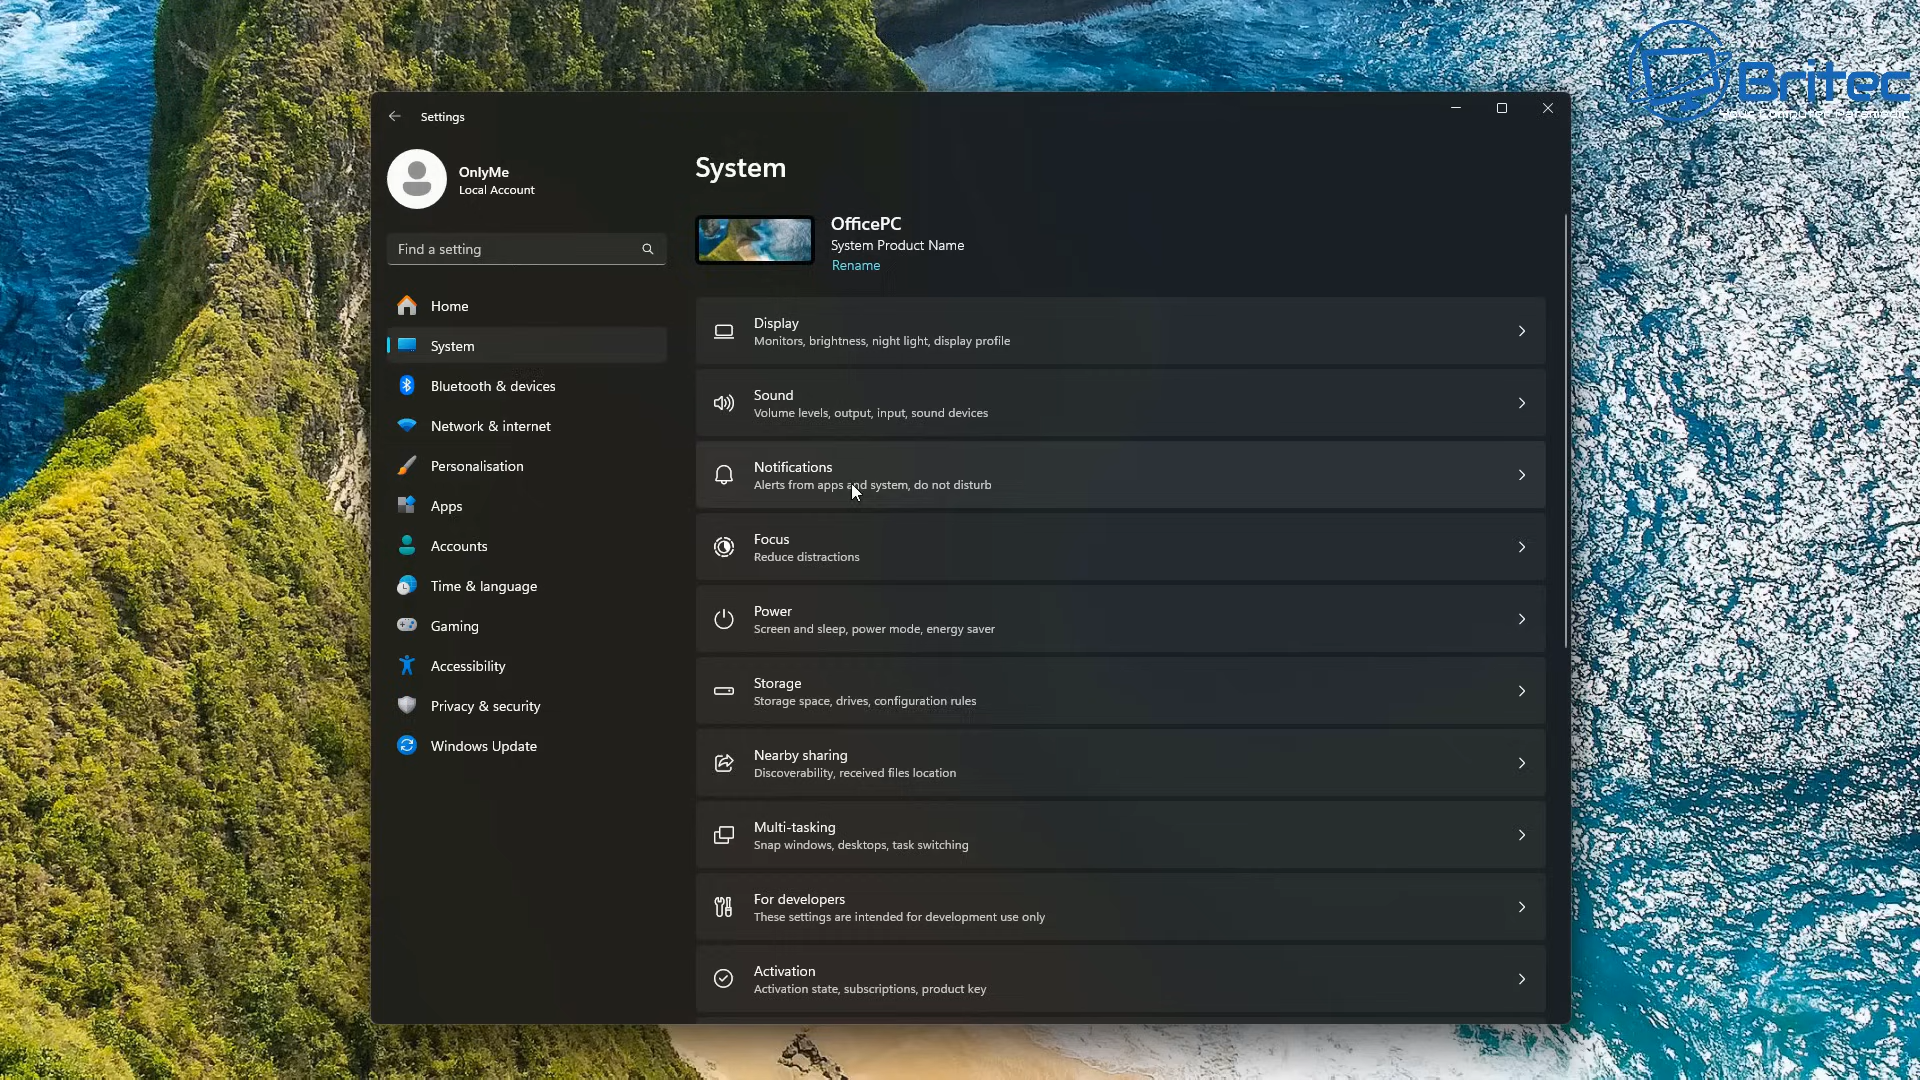 Britec
Your Computer Paramedic
Settings
OnlyMe
Local Account
Find a setting
Home
System
Bluetooth & devices
Network & internet
Personalisation
Apps
Accounts
Time & language
Gaming
Accessibility
Privacy & security
Windows Update
System
OfficePC
System Product Name
Rename
Display
Monitors, brightness, night light, display profile
Sound
Volume levels, output, input, sound devices
Notifications
Alerts from apps and system, do not disturb
Focus
Reduce distractions
Power
Screen and sleep, power mode, energy saver
Storage
Storage space, drives, configuration rules
Nearby sharing
Discoverability, received files location
Multi-tasking
Snap windows, desktops, task switching
For developers
These settings are intended for development use only
Activation
Activation state, subscriptions, product key